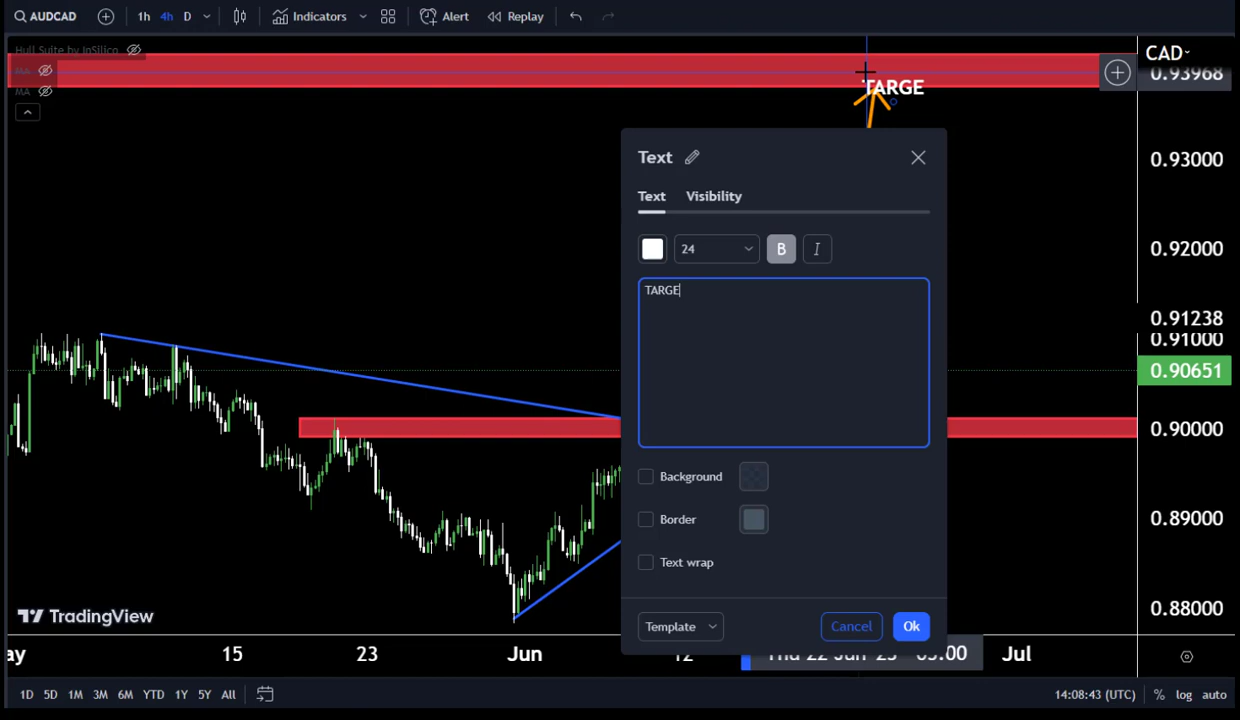 AUDCAD 1h 4h D Indicators Alert Replay
Hull Suite by InSilico
MA
MA
CAD
0.93968
TARGE
0.93000
0.92000
0.91238
0.91000
0.90651
0.90000
0.89000
0.88000
Text
Text Visibility
24 B I
TARGE
Background
Border
Text wrap
Template Cancel Ok
TradingView
ay 15 23 Jun 12 Thu 22 Jun '23 Jul
1D 5D 1M 3M 6M YTD 1Y 5Y All 14:08:43 (UTC) % log auto